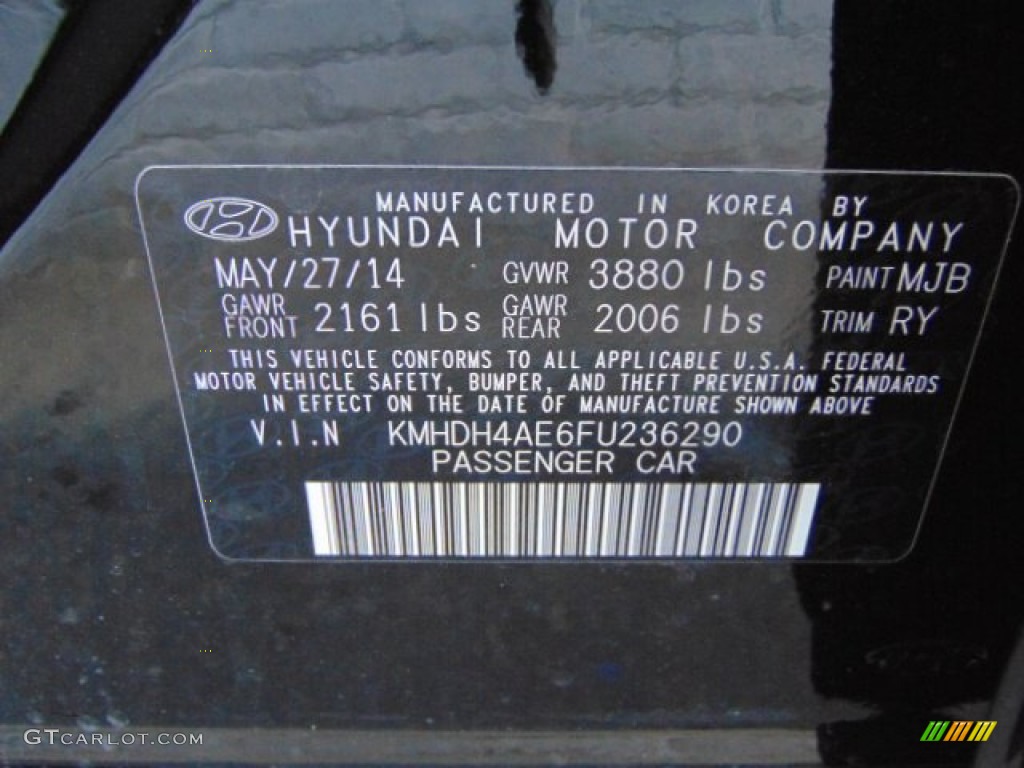 MANUFACTURED IN KOREA BY
HYUNDAI MOTOR COMPANY
MAY/27/14 GVWR 3880 lbs PAINT MJB
GAWR FRONT 2161 lbs GAWR REAR 2006 lbs TRIM RY
THIS VEHICLE CONFORMS TO ALL APPLICABLE U.S.A. FEDERAL
MOTOR VEHICLE SAFETY, BUMPER, AND THEFT PREVENTION STANDARDS
IN EFFECT ON THE DATE OF MANUFACTURE SHOWN ABOVE
V.I.N KMHDH4AE6FU236290
PASSENGER CAR
GTCARLOT.COM